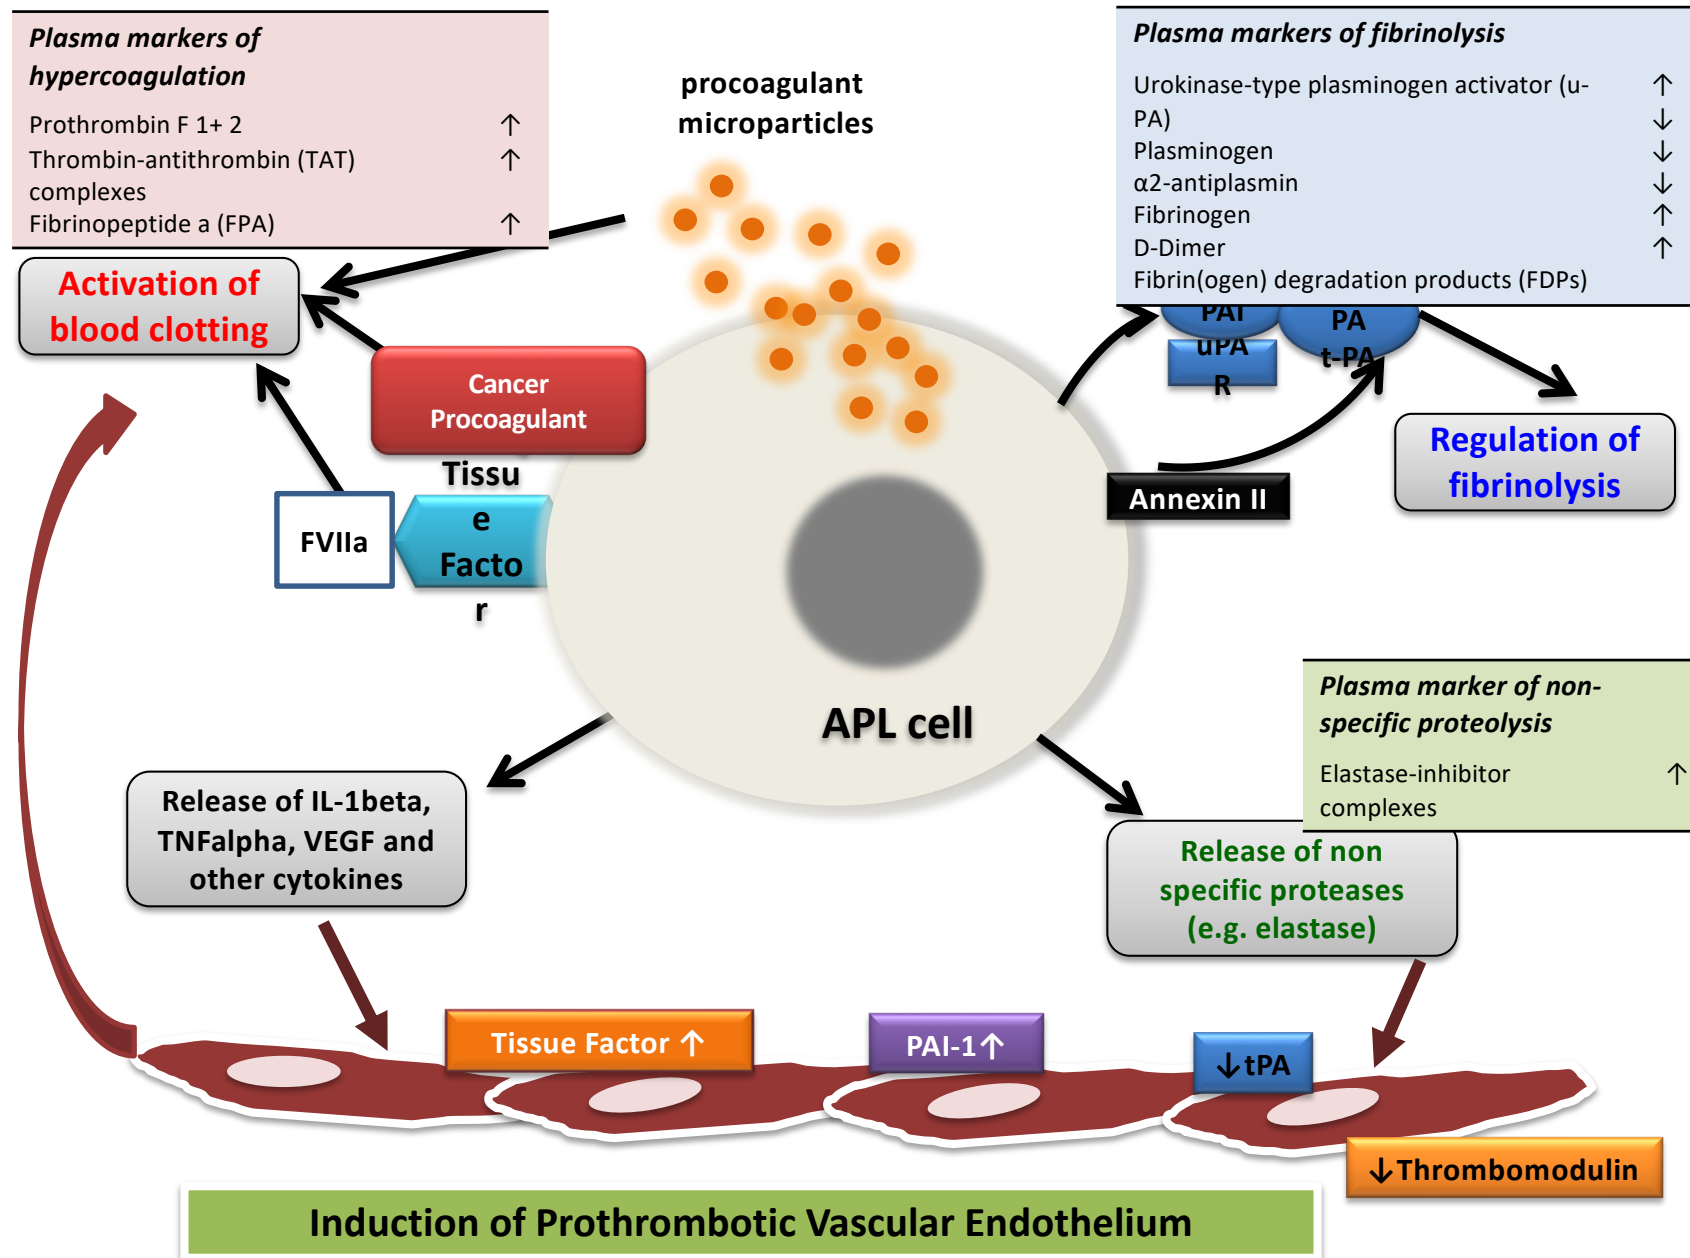 Plasma markers of
hypercoagulation
Prothrombin F 1+ 2 ↑
Thrombin-antithrombin (TAT) ↑
complexes
Fibrinopeptide a (FPA) ↑
procoagulant
microparticles
Plasma markers of fibrinolysis
Urokinase-type plasminogen activator (u- ↑
PA) ↓
Plasminogen ↓
α2-antiplasmin ↓
Fibrinogen ↑
D-Dimer ↑
Fibrin(ogen) degradation products (FDPs)
Activation of
blood clotting
Cancer
Procoagulant
Tissu
e
Facto
r
FVIIa
PAI
uPA
R
PA
t-PA
Annexin II
Regulation of
fibrinolysis
APL cell
Plasma marker of non-
specific proteolysis
Elastase-inhibitor ↑
complexes
Release of IL-1beta,
TNFalpha, VEGF and
other cytokines
Release of non
specific proteases
(e.g. elastase)
Tissue Factor ↑
PAI-1↑
↓tPA
↓Thrombomodulin
Induction of Prothrombotic Vascular Endothelium